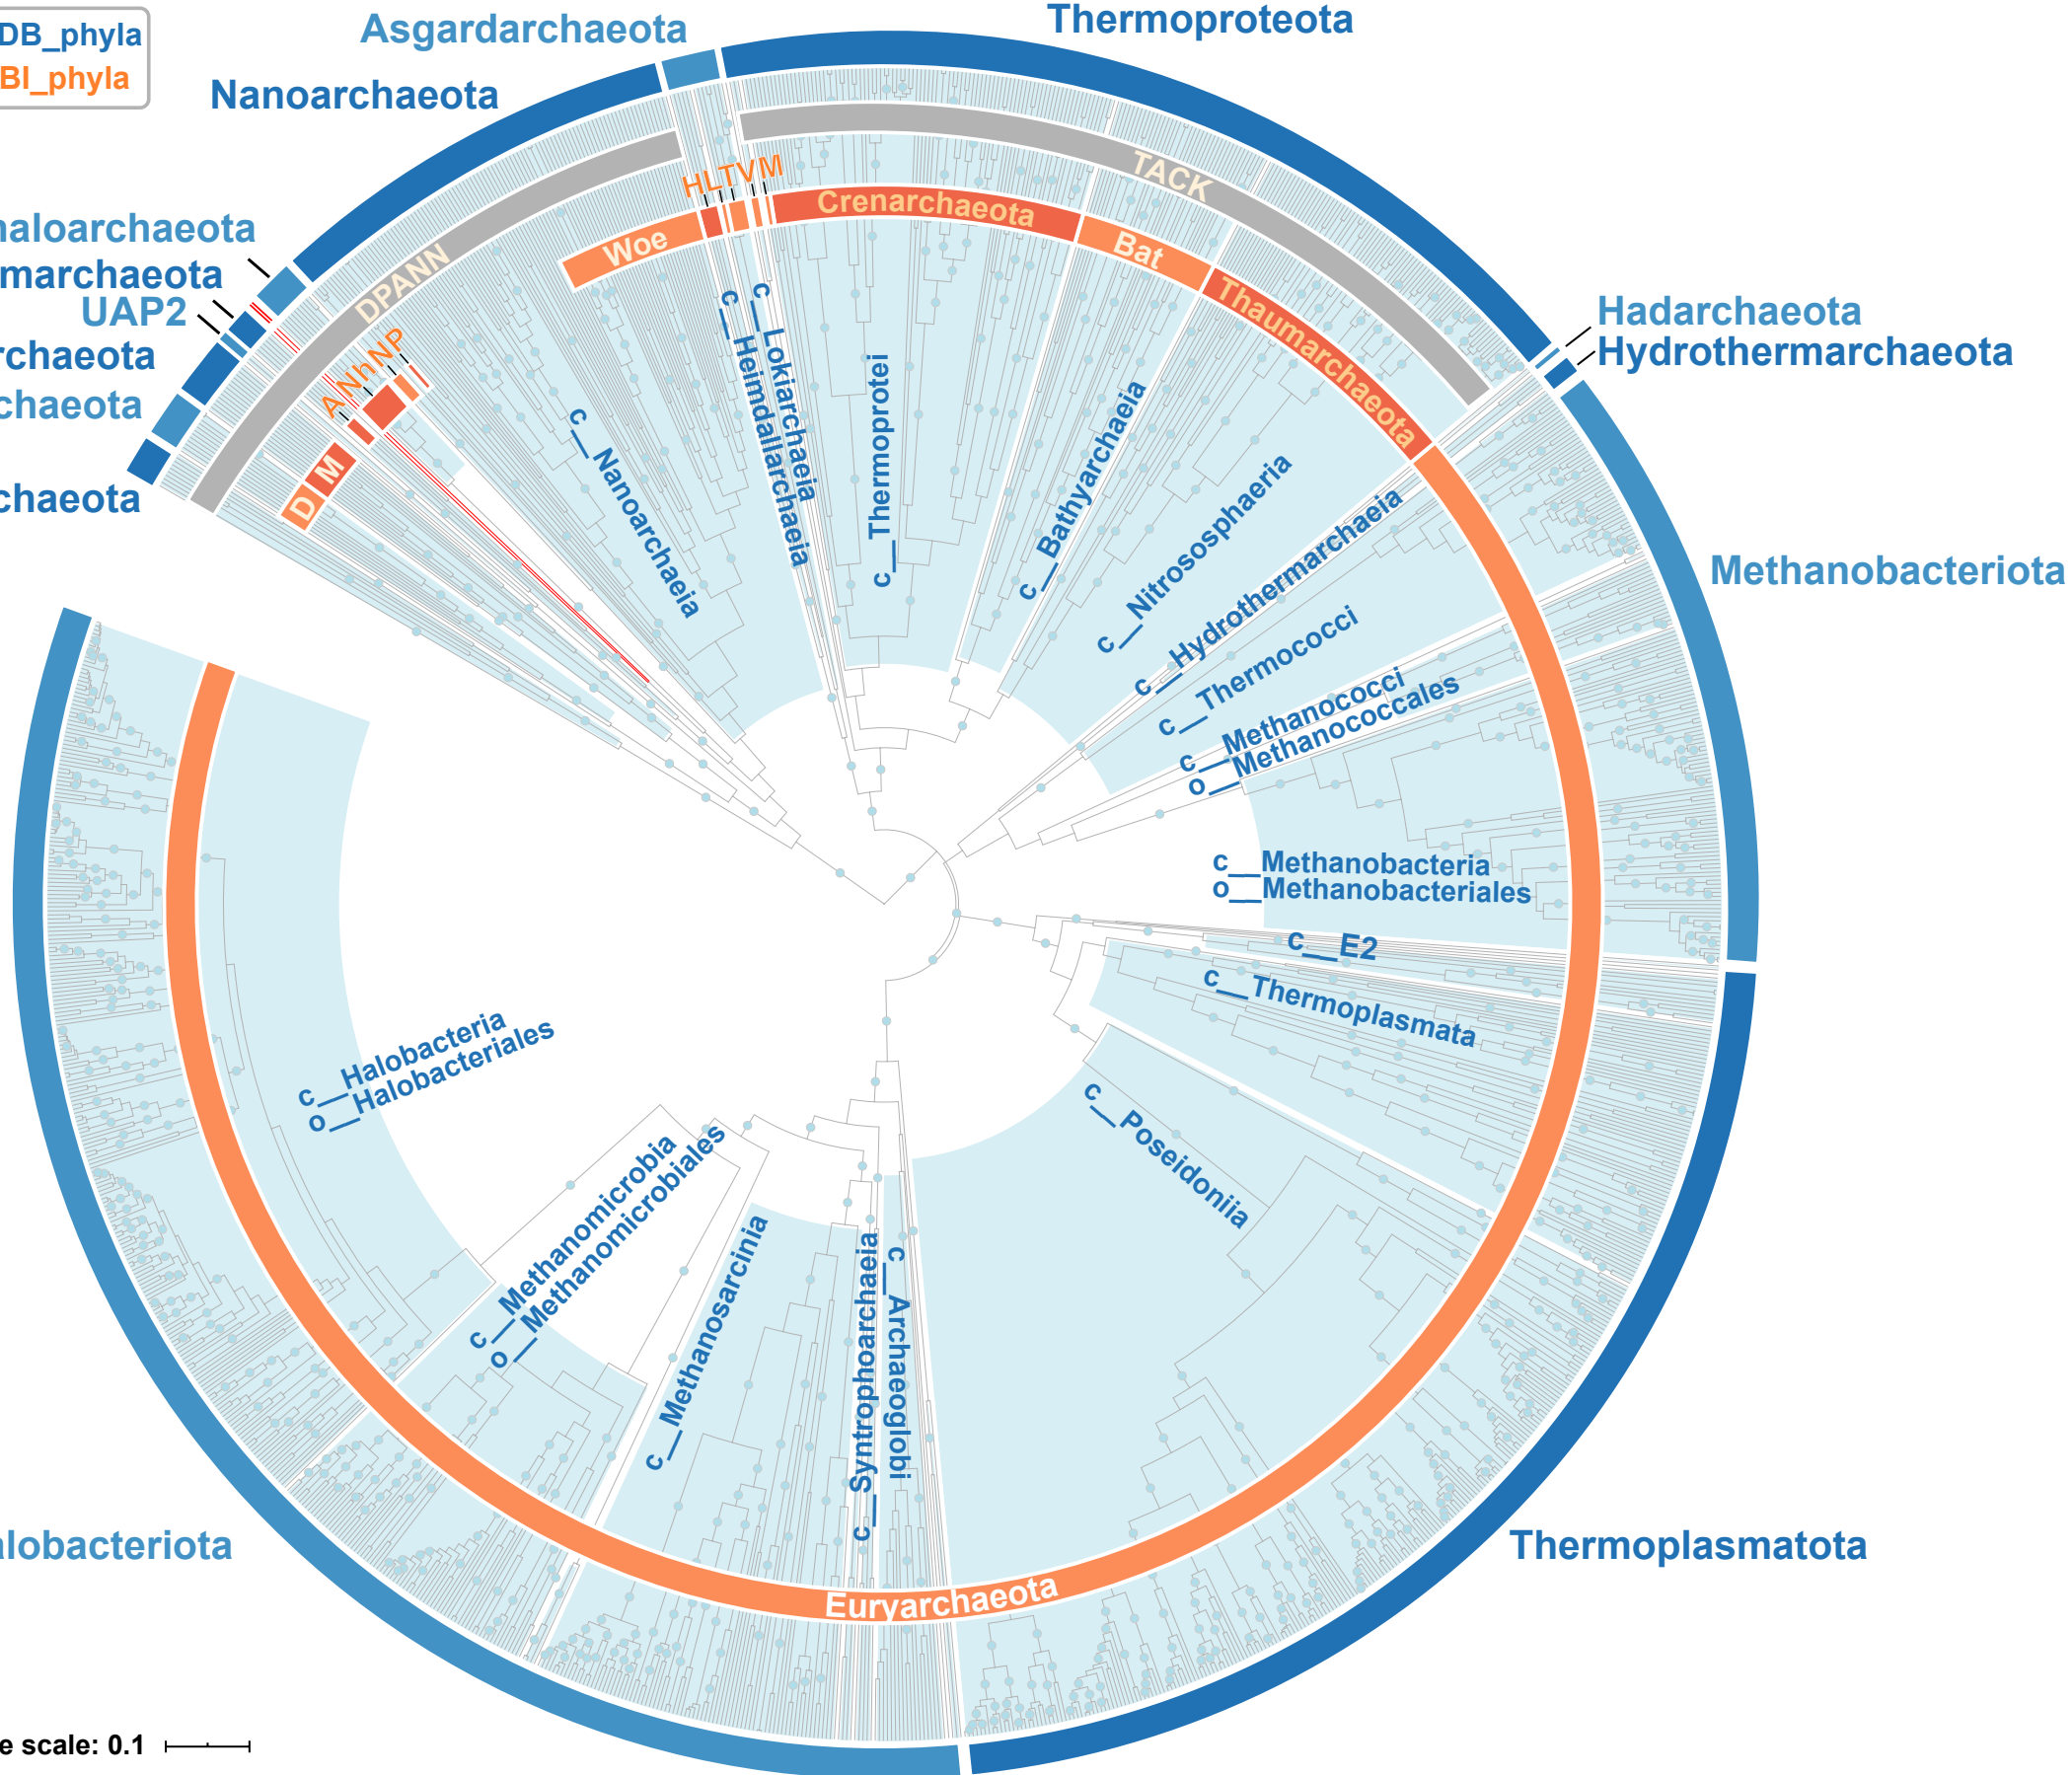 DB_phyla
BI_phyla
Asgardarchaeota
Thermoproteota
Nanoarchaeota
haloarchaeota
marchaeota
UAP2
rchaeota
chaeota
chaeota
Hadarchaeota
Hydrothermarchaeota
Methanobacteriota
Thermoplasmatota
alobacteriota
DPANN
TACK
HLTVM
Woe
Crenarchaeota
Bat
Thaumarchaeota
Euryarchaeota
A Nh N P
D
M
c__Nanoarchaeia
c__Heimdallarchaeia
c__Lokiarchaeia
c__Thermoprotei
c__Bathyarchaeia
c__Nitrososphaeria
c__Hydrothermarchaeia
c__Thermococci
c__Methanococci
o__Methanococcales
c__Methanobacteria
o__Methanobacteriales
c__E2
c__Thermoplasmata
c__Poseidoniia
c__Archaeoglobi
c__Syntrophoarchaeia
c__Methanosarcinia
c__Methanomicrobia
o__Methanomicrobiales
c__Halobacteria
o__Halobacteriales
e scale: 0.1